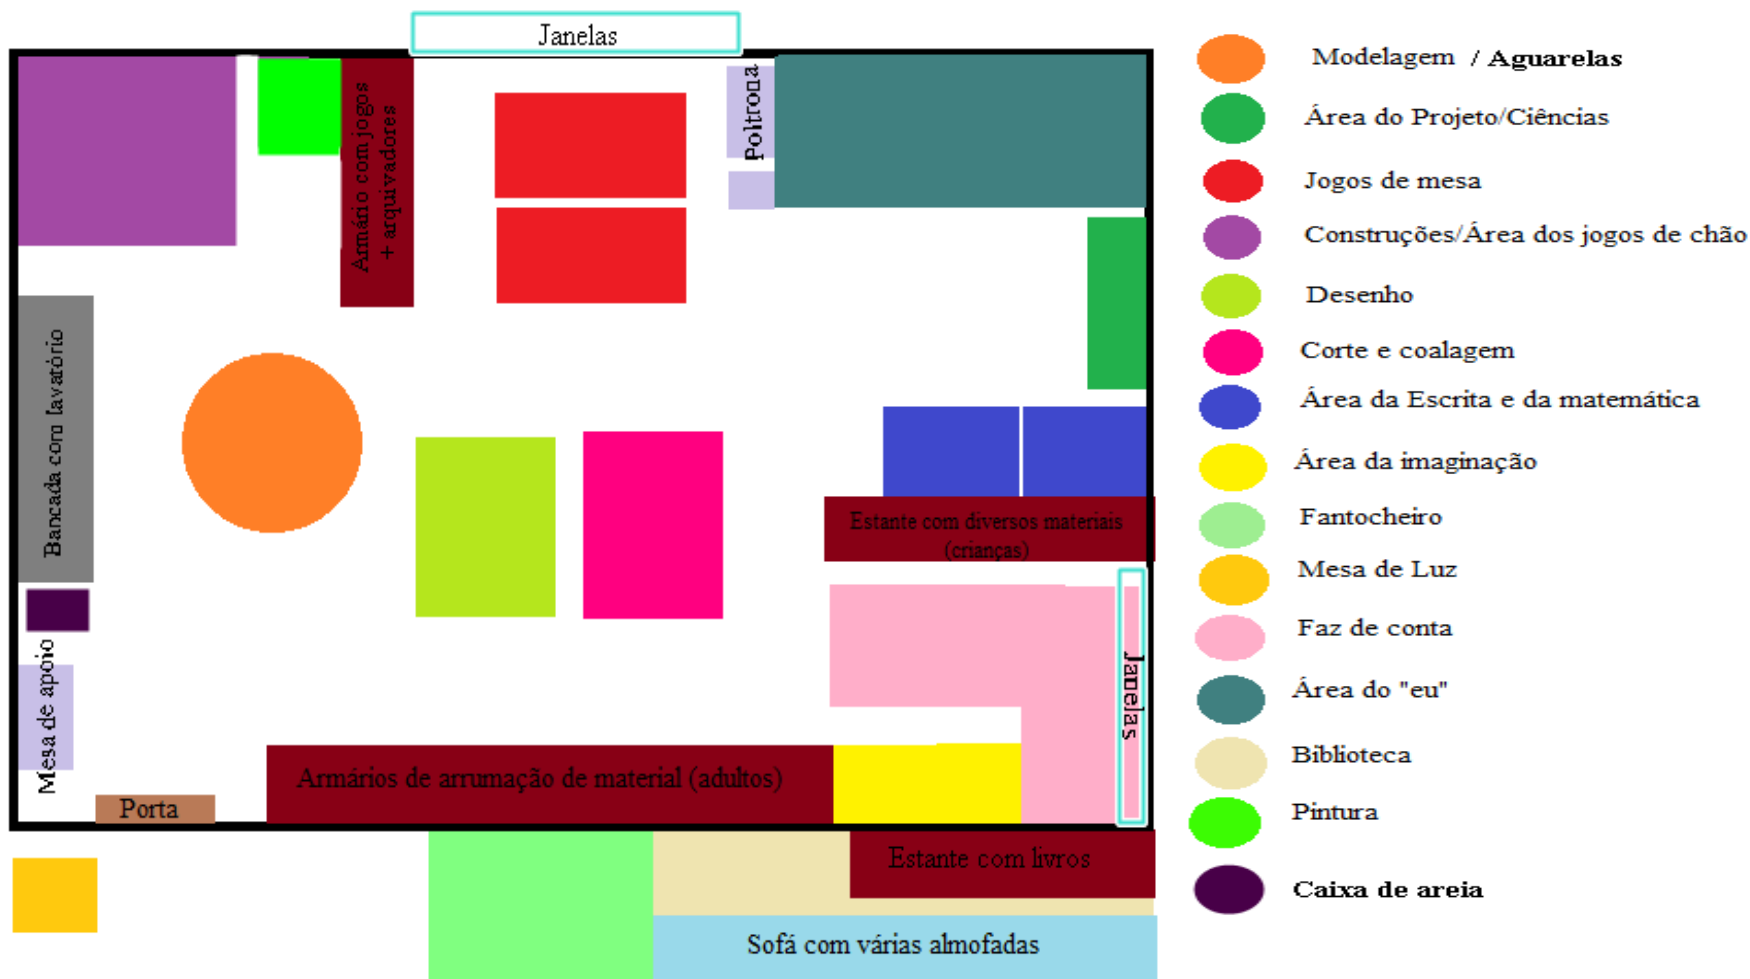 Janelas
Armário com jogos
+ arquivadores
Poltrona
Bancada com lavatório
Estante com diversos materiais
(crianças)
Mesa de apoio
Janelas
Armários de arrumação de material (adultos)
Porta
Estante com livros
Sofá com várias almofadas
Modelagem / Aguarelas
Área do Projeto/Ciências
Jogos de mesa
Construções/Área dos jogos de chão
Desenho
Corte e coalagem
Área da Escrita e da matemática
Área da imaginação
Fantocheiro
Mesa de Luz
Faz de conta
Área do "eu"
Biblioteca
Pintura
Caixa de areia